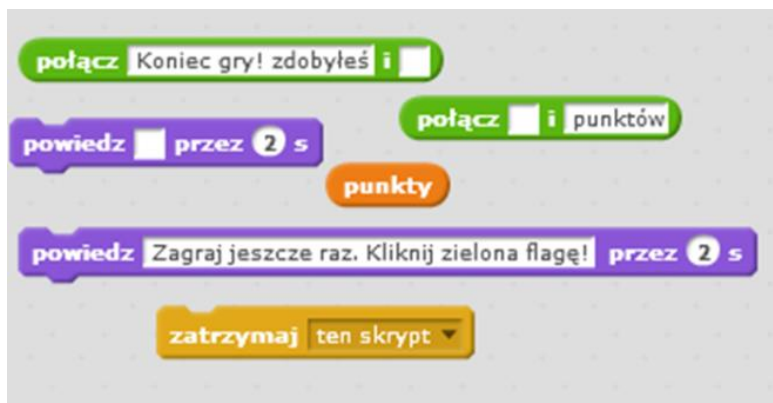 połącz Koniec gry! zdobyłeś i
połącz i punktów
powiedz przez 2 s
punkty
powiedz Zagraj jeszcze raz. Kliknij zielona flagę! przez 2 s
zatrzymaj ten skrypt